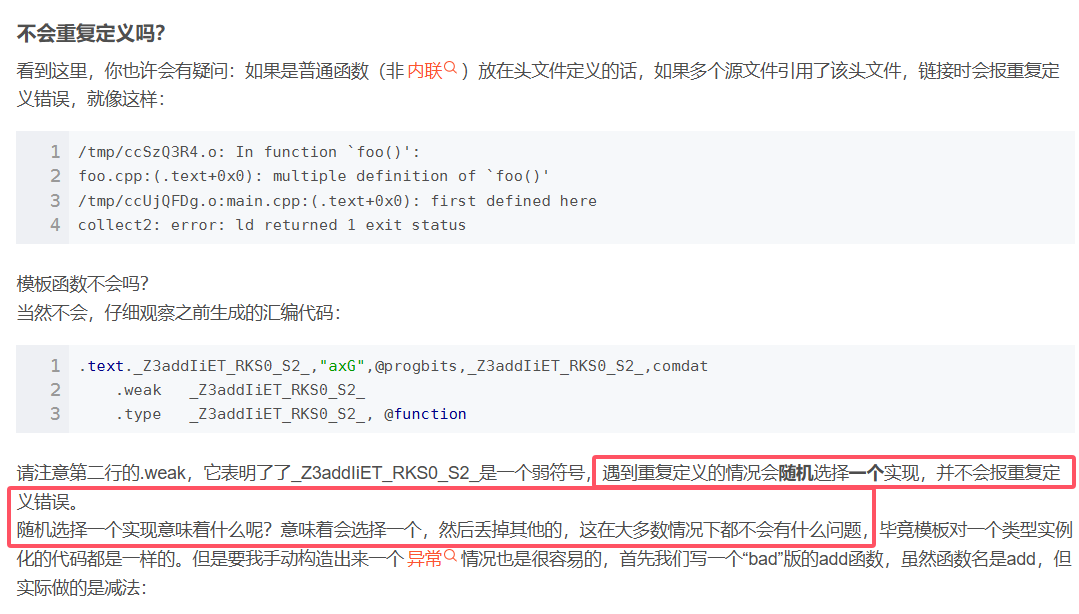 不会重复定义吗？
看到这里，你也许会有疑问：如果是普通函数（非 内联 ）放在头文件定义的话，如果多个源文件引用了该头文件，链接时会报重复定
义错误，就像这样：
1 /tmp/ccSzQ3R4.o: In function `foo()':
2 foo.cpp:(.text+0x0): multiple definition of `foo()'
3 /tmp/ccUjQFDg.o:main.cpp:(.text+0x0): first defined here
4 collect2: error: ld returned 1 exit status
模板函数不会吗？
当然不会，仔细观察之前生成的汇编代码：
1 .text._Z3addIiET_RKS0_S2_,"axG",@progbits,_Z3addIiET_RKS0_S2_,comdat
2 .weak _Z3addIiET_RKS0_S2_
3 .type _Z3addIiET_RKS0_S2_, @function
请注意第二行的.weak，它表明了了_Z3addIiET_RKS0_S2_是一个弱符号，遇到重复定义的情况会随机选择一个实现，并不会报重复定
义错误。
随机选择一个实现意味着什么呢？意味着会选择一个，然后丢掉其他的，这在大多数情况下都不会有什么问题，毕竟模板对一个类型实例
化的代码都是一样的。但是要我手动构造出来一个 异常 情况也是很容易的，首先我们写一个“bad”版的add函数，虽然函数名是add，但
实际做的是减法：